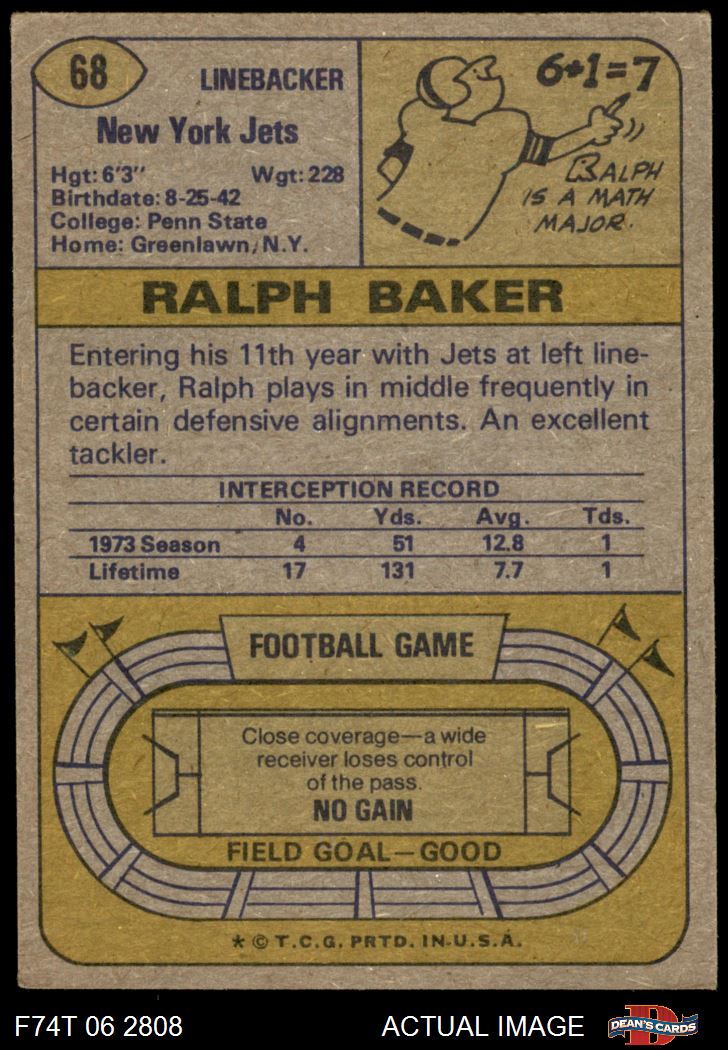 68
LINEBACKER
New York Jets
Hgt: 6'3" Wgt: 228
Birthdate: 8-25-42
College: Penn State
Home: Greenlawn, N.Y.
6+1=7
RALPH
IS A MATH
MAJOR.
RALPH BAKER
Entering his 11th year with Jets at left line-
backer, Ralph plays in middle frequently in
certain defensive alignments. An excellent
tackler.
INTERCEPTION RECORD
No. Yds. Avg. Tds.
1973 Season 4 51 12.8 1
Lifetime 17 131 7.7 1
FOOTBALL GAME
Close coverage—a wide
receiver loses control
of the pass.
NO GAIN
FIELD GOAL—GOOD
* © T.C.G. PRTD. IN U.S.A.
F74T 06 2808 ACTUAL IMAGE
D
DEAN'S CARDS